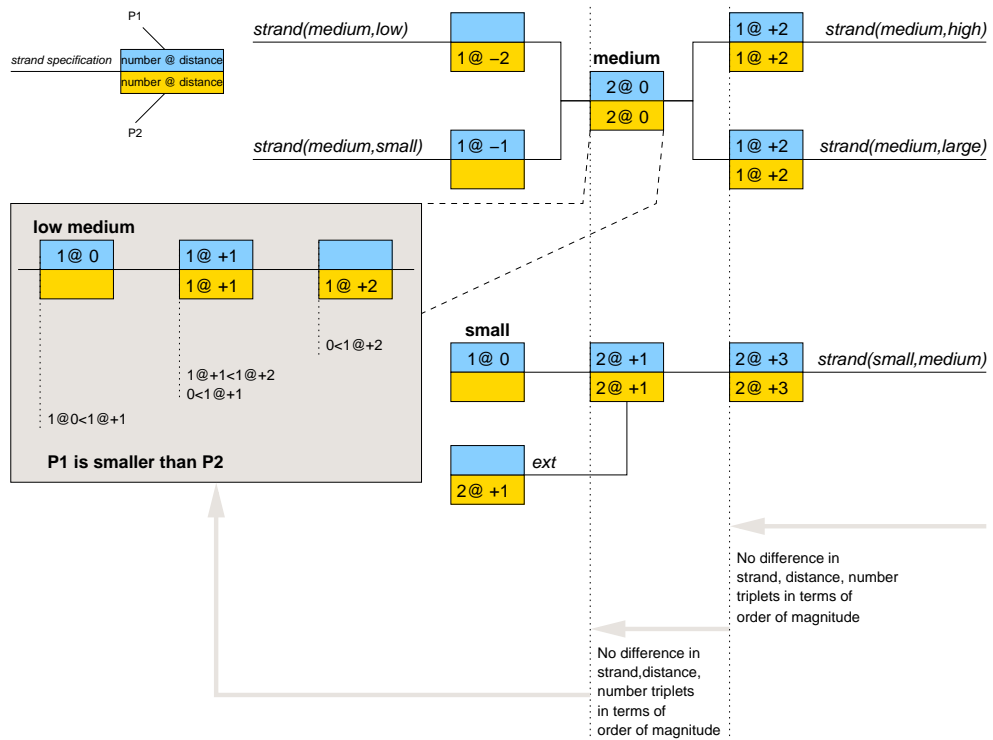 P1
strand specification
number @ distance
number @ distance
P2
strand(medium,low)
1@ −2
strand(medium,small)
1@ −1
medium
2@ 0
2@ 0
1@ +2
1@ +2
strand(medium,high)
1@ +2
1@ +2
strand(medium,large)
low medium
1@ 0
1@ +1
1@ +1
1@ +2
0<1@+2
1@+1<1@+2
0<1@+1
1@0<1@+1
P1 is smaller than P2
small
1@ 0
2@ +1
2@ +1
2@ +3
2@ +3
strand(small,medium)
ext
2@ +1
No difference in
strand, distance, number
triplets in terms of
order of magnitude
No difference in
strand,distance,
number triplets
in terms of
order of magnitude